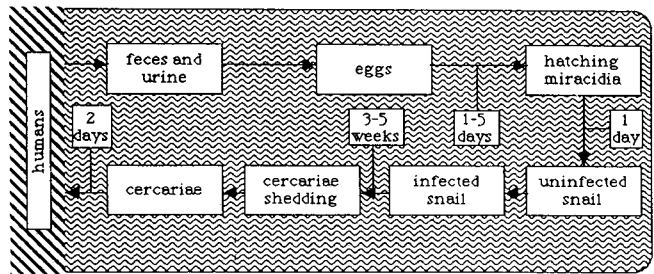 humans
feces and
urine
eggs
hatching
miracidia
2
days
3-5
weeks
1-5
days
1
day
cercariae
cercariae
shedding
infected
snail
uninfected
snail